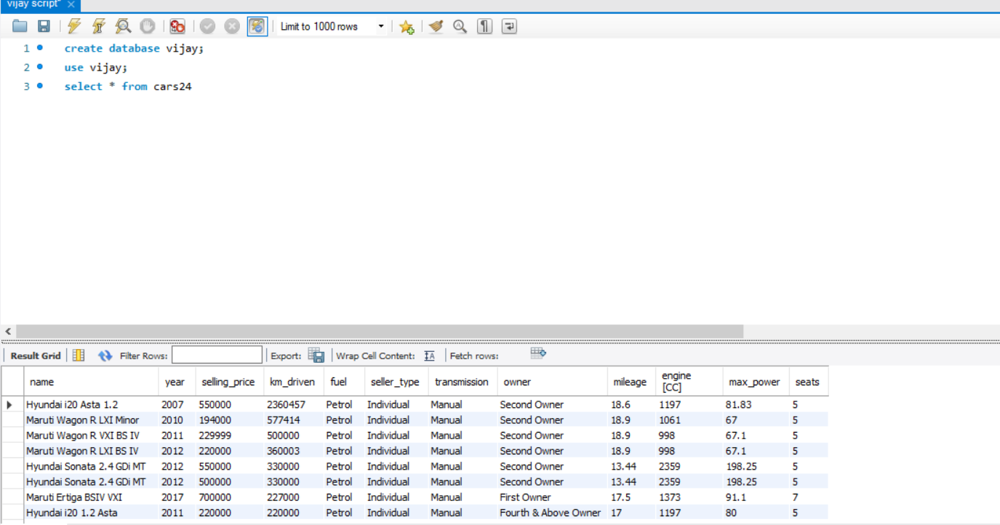 vijay script* ×
Limit to 1000 rows
1 create database vijay;
2 use vijay;
3 select * from cars24
Result Grid Filter Rows: Export: Wrap Cell Content: Fetch rows:
name year selling_price km_driven fuel seller_type transmission owner mileage engine [CC] max_power seats
Hyundai i20 Asta 1.2 2007 550000 2360457 Petrol Individual Manual Second Owner 18.6 1197 81.83 5
Maruti Wagon R LXI Minor 2010 194000 577414 Petrol Individual Manual Second Owner 18.9 1061 67 5
Maruti Wagon R VXI BS IV 2011 229999 500000 Petrol Individual Manual Second Owner 18.9 998 67.1 5
Maruti Wagon R LXI BS IV 2012 220000 360003 Petrol Individual Manual Second Owner 18.9 998 67.1 5
Hyundai Sonata 2.4 GDi MT 2012 550000 330000 Petrol Individual Manual Second Owner 13.44 2359 198.25 5
Hyundai Sonata 2.4 GDi MT 2012 500000 330000 Petrol Individual Manual Second Owner 13.44 2359 198.25 5
Maruti Ertiga BSIV VXI 2017 700000 227000 Petrol Individual Manual First Owner 17.5 1373 91.1 7
Hyundai i20 1.2 Asta 2011 220000 220000 Petrol Individual Manual Fourth & Above Owner 17 1197 80 5